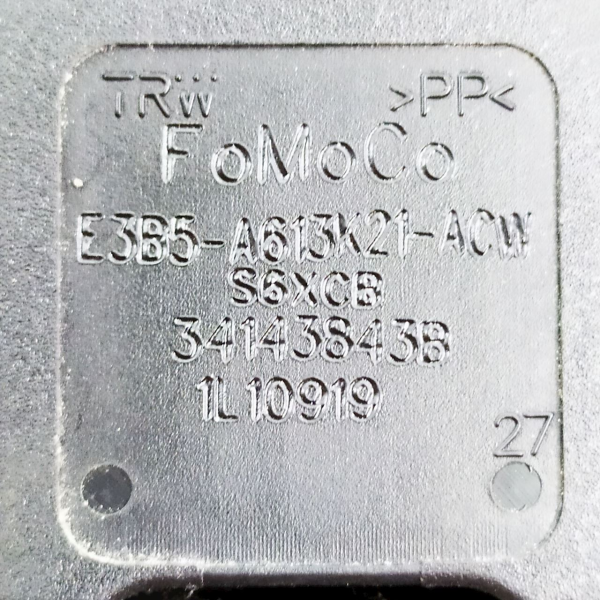 TRW >PP<
FoMoCo
E3B5-A613K21-ACW
S6XCB
34143843B
1L10919
27